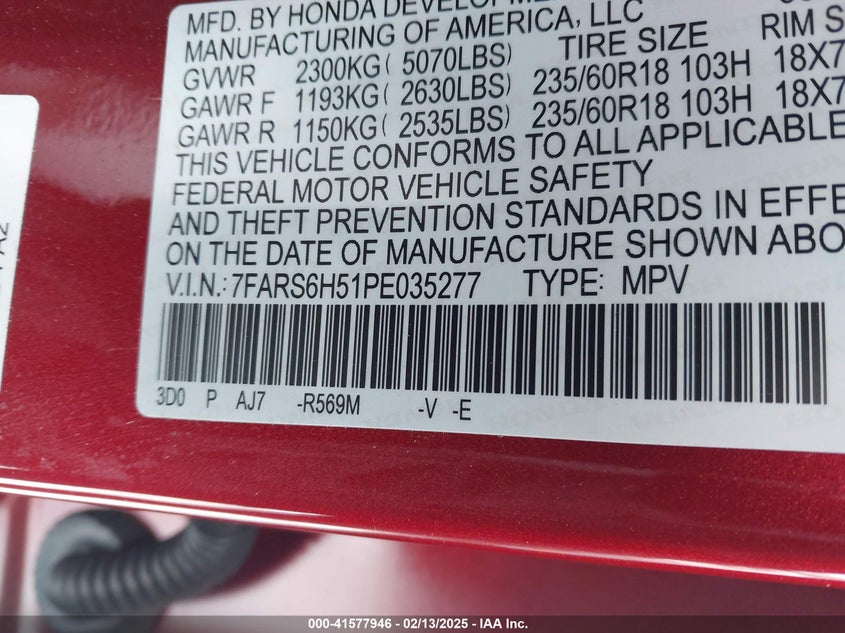 MFD. BY HONDA
MANUFACTURING OF AMERICA, LLC
GVWR 2300KG( 5070LBS) TIRE SIZE RIM
GAWR F 1193KG( 2630LBS) 235/60R18 103H 18X7
GAWR R 1150KG( 2535LBS) 235/60R18 103H 18X7
THIS VEHICLE CONFORMS TO ALL APPLICABLE
FEDERAL MOTOR VEHICLE SAFETY
AND THEFT PREVENTION STANDARDS IN
ON THE DATE OF MANUFACTURE SHOWN
V.I.N.: 7FARS6H51PE035277 TYPE: MPV
3D0 P AJ7 -R569M -V -E
000-41577946 - 02/13/2025 - IAA Inc.